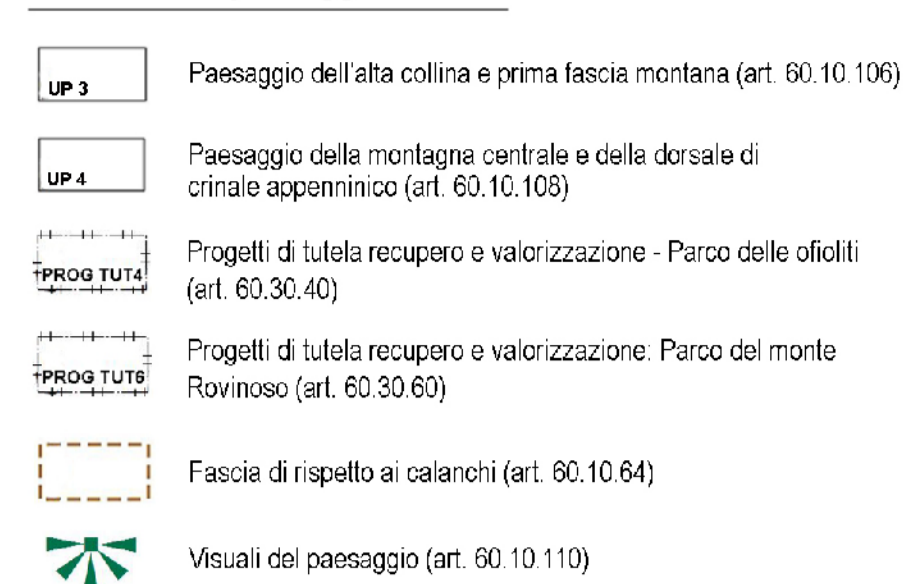 UP 3
Paesaggio dell'alta collina e prima fascia montana (art. 60.10.106)
UP 4
Paesaggio della montagna centrale e della dorsale di
crinale appenninico (art. 60.10.108)
PROG TUT4
Progetti di tutela recupero e valorizzazione - Parco delle ofioliti
(art. 60.30.40)
PROG TUT6
Progetti di tutela recupero e valorizzazione: Parco del monte
Rovinoso (art. 60.30.60)
Fascia di rispetto ai calanchi (art. 60.10.64)
Visuali del paesaggio (art. 60.10.110)